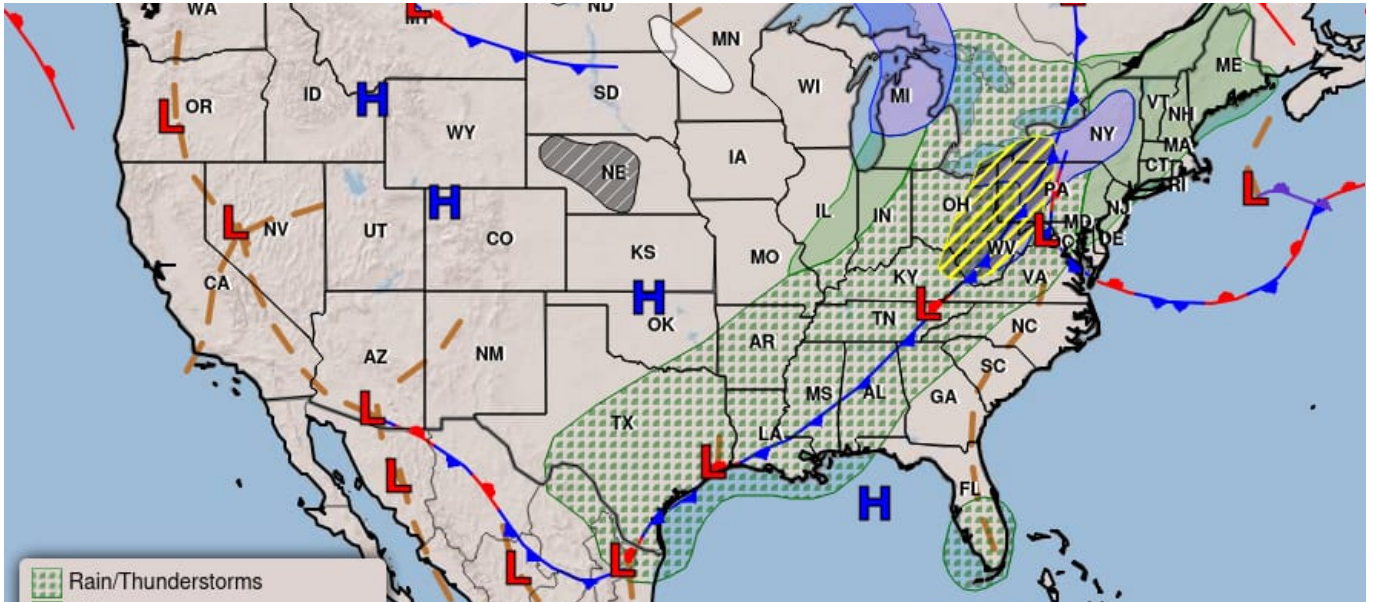 WA
MT
ND
MN
L
L
ME
OR
ID
H
SD
WI
MI
VT
NH
L
WY
NY
MA
NE
IA
CT
RI
H
IL
IN
OH
PA
NJ
L
L
NV
UT
CO
KS
MO
WV
MD
DC
DE
L
CA
KY
VA
H
OK
L
TN
NC
AZ
NM
AR
SC
L
TX
MS
AL
GA
LA
L
L
H
FL
L
L
Rain/Thunderstorms